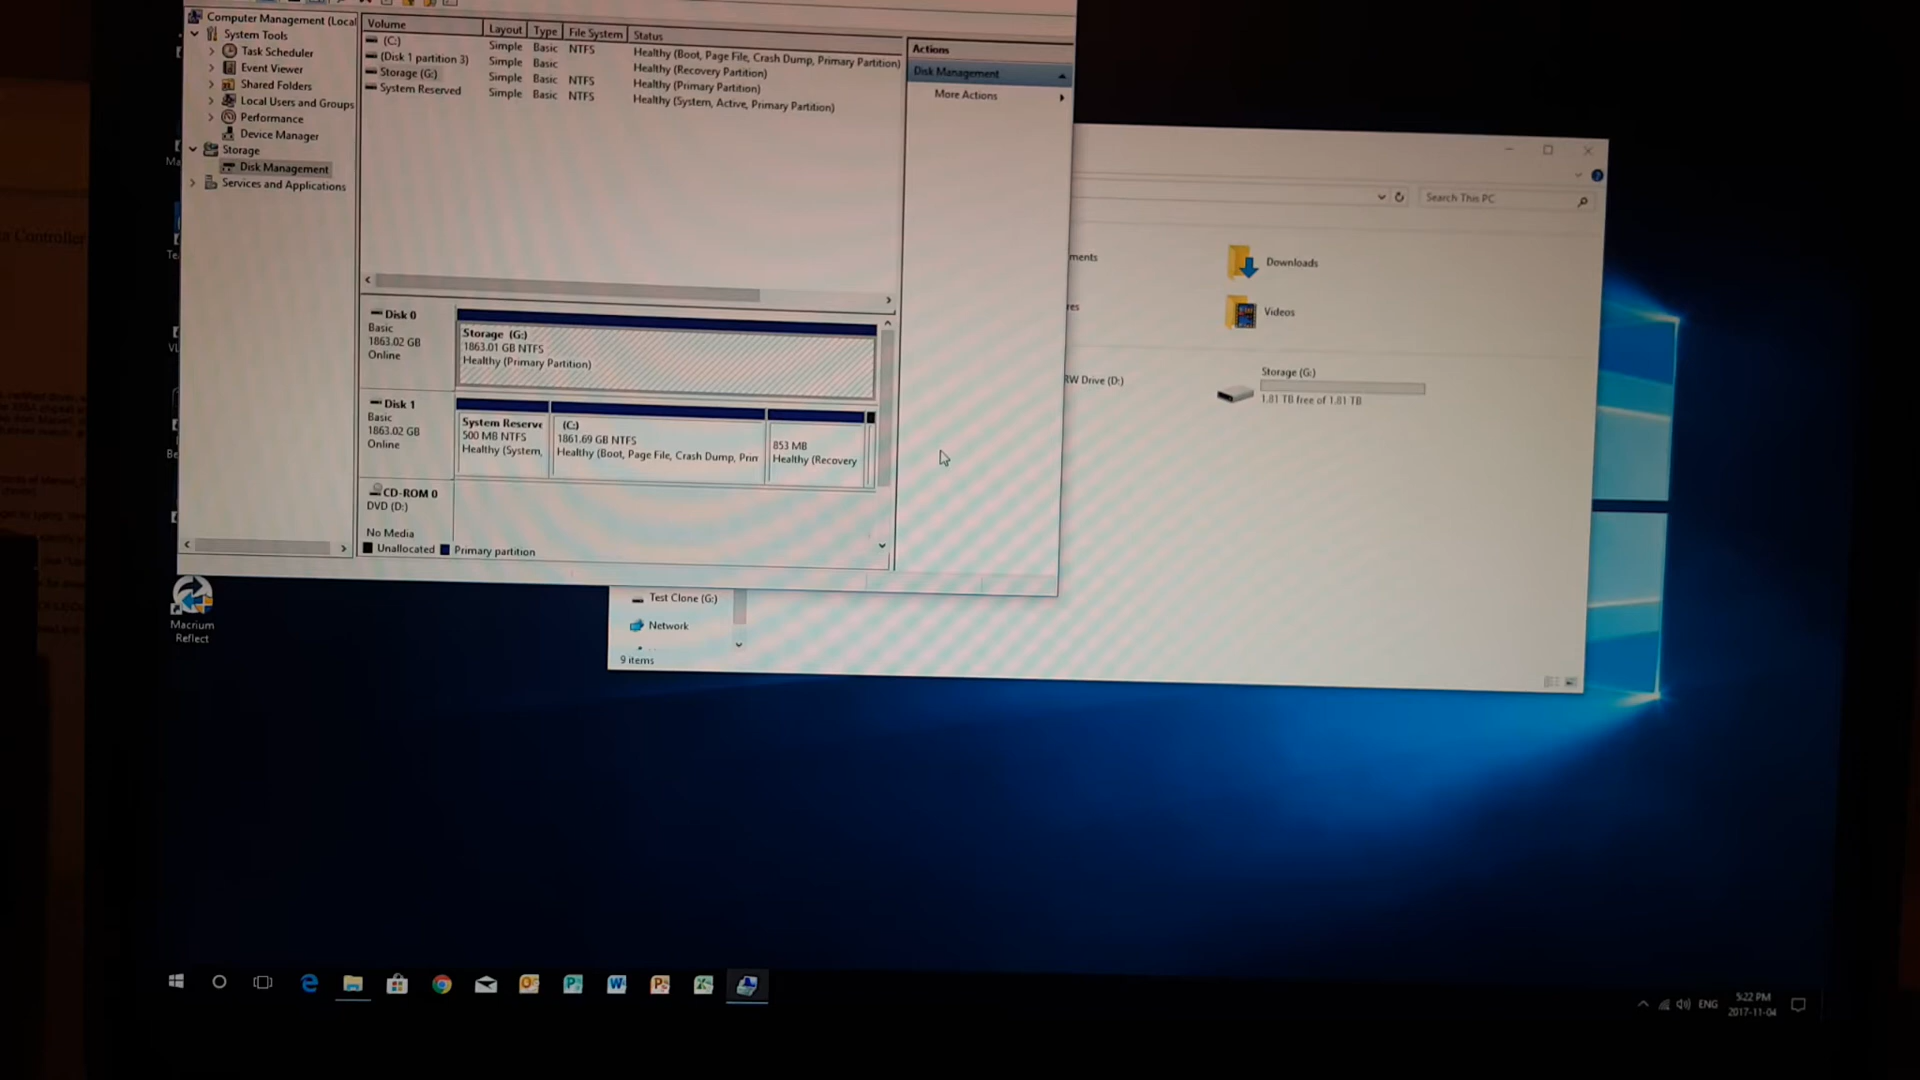 Computer Management (Local
System Tools
Task Scheduler
Event Viewer
Shared Folders
Local Users and Groups
Performance
Device Manager
Storage
Disk Management
Services and Applications
Volume Layout Type File System Status
(C:) Simple Basic NTFS Healthy (Boot, Page File, Crash Dump, Primary Partition)
(Disk 1 partition 3) Simple Basic Healthy (Recovery Partition)
Storage (G:) Simple Basic NTFS Healthy (Primary Partition)
System Reserved Simple Basic NTFS Healthy (System, Active, Primary Partition)
Actions
Disk Management
More Actions
Disk 0
Basic
1863.02 GB
Online
Storage (G:)
1863.01 GB NTFS
Healthy (Primary Partition)
Disk 1
Basic
1863.02 GB
Online
System Reserve
500 MB NTFS
Healthy (System,
(C:)
1861.69 GB NTFS
Healthy (Boot, Page File, Crash Dump, Prin
853 MB
Healthy (Recovery
CD-ROM 0
DVD (D:)
No Media
Unallocated Primary partition
Search This PC
ments
Downloads
res
Videos
RW Drive (D:)
Storage (G:)
1.81 TB free of 1.81 TB
Test Clone (G:)
Network
9 items
Macrium
Reflect
Controller
Ma
Te
VL
Be
ENG
5:22 PM
2017-11-04